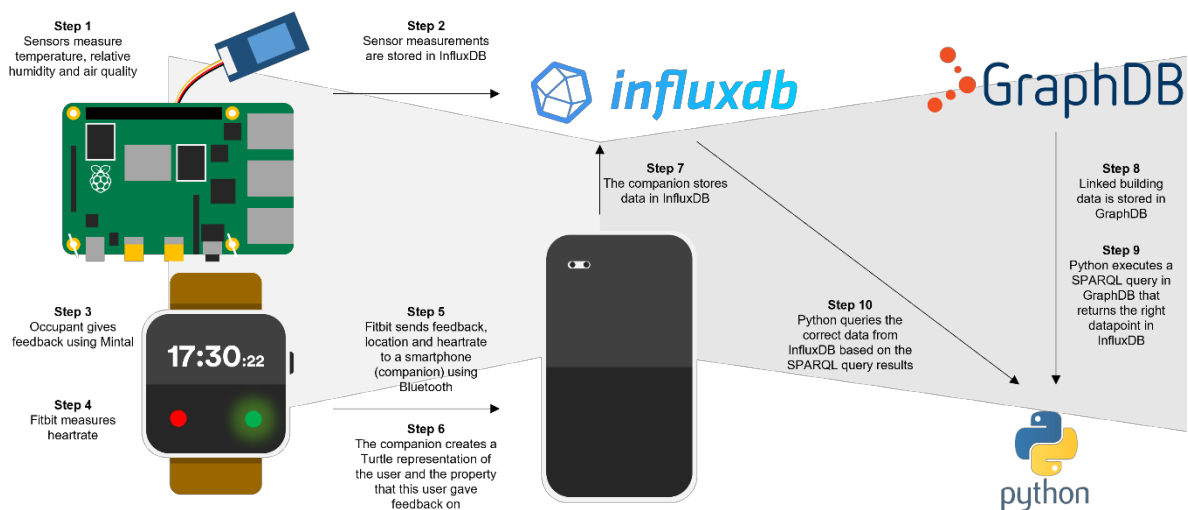 Step 1
Sensors measure
temperature, relative
humidity and air quality
Step 2
Sensor measurements
are stored in InfluxDB
influxdb
GraphDB
Step 7
The companion stores
data in InfluxDB
Step 8
Linked building
data is stored in
GraphDB
Step 9
Python executes a
SPARQL query in
GraphDB that
returns the right
datapoint in
InfluxDB
Step 3
Occupant gives
feedback using Mintal
17:30:22
Step 4
Fitbit measures
heartrate
Step 5
Fitbit sends feedback,
location and heartrate
to a smartphone
(companion) using
Bluetooth
Step 6
The companion creates a
Turtle representation of
the user and the property
that this user gave
feedback on
Step 10
Python queries the
correct data from
InfluxDB based on the
SPARQL query results
python